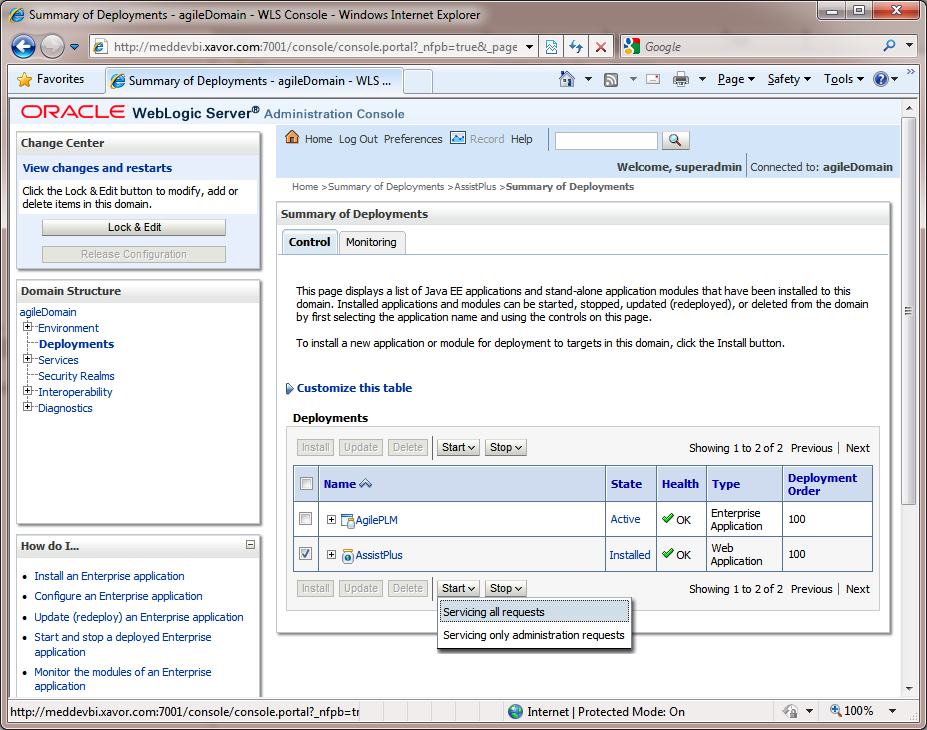 Summary of Deployments - agileDomain - WLS Console - Windows Internet Explorer
http://meddevbi.xavor.com:7001/console/console.portal?_nfpb=true&_page
Google
Favorites
Summary of Deployments - agileDomain - WLS ...
Page
Safety
Tools
»
ORACLE WebLogic Server® Administration Console
Change Center
View changes and restarts
Click the Lock & Edit button to modify, add or
delete items in this domain.
Lock & Edit
Release Configuration
Domain Structure
agileDomain
Environment
Deployments
Services
Security Realms
Interoperability
Diagnostics
How do I...
Install an Enterprise application
Configure an Enterprise application
Update (redeploy) an Enterprise application
Start and stop a deployed Enterprise
application
Monitor the modules of an Enterprise
application
Home Log Out Preferences Record Help
Welcome, superadmin Connected to: agileDomain
Home >Summary of Deployments >AssistPlus >Summary of Deployments
Summary of Deployments
Control Monitoring
This page displays a list of Java EE applications and stand-alone application modules that have been installed to this
domain. Installed applications and modules can be started, stopped, updated (redeployed), or deleted from the domain
by first selecting the application name and using the controls on this page.
To install a new application or module for deployment to targets in this domain, click the Install button.
Customize this table
Deployments
Install Update Delete Start Stop Showing 1 to 2 of 2 Previous | Next
Name State Health Type Deployment
Order
AgilePLM Active OK Enterprise
Application 100
AssistPlus Installed OK Web
Application 100
Install Update Delete Start Stop Showing 1 to 2 of 2 Previous | Next
Servicing all requests
Servicing only administration requests
http://meddevbi.xavor.com:7001/console/console.portal?_nfpb=tr
Internet | Protected Mode: On
100%